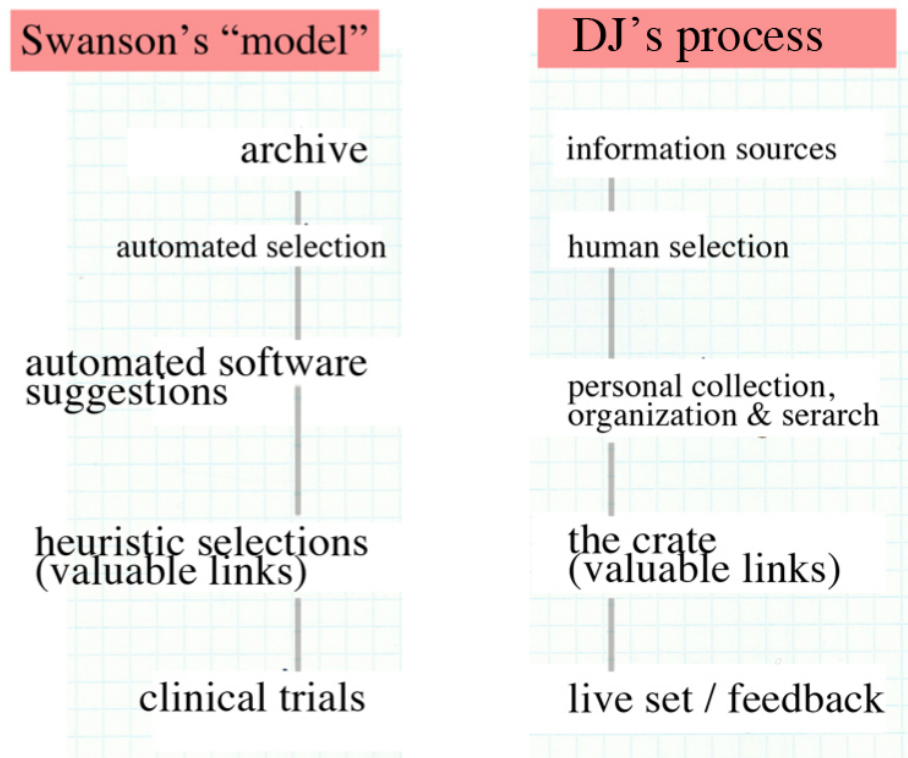 Swanson’s “model”
archive
automated selection
automated software
suggestions
heuristic selections
(valuable links)
clinical trials
DJ’s process
information sources
human selection
personal collection,
organization & serarch
the crate
(valuable links)
live set / feedback